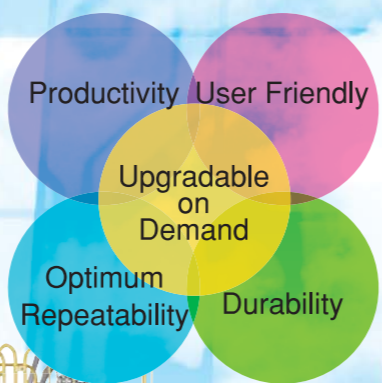 Productivity
User Friendly
Upgradable
on
Demand
Optimum
Repeatability
Durability